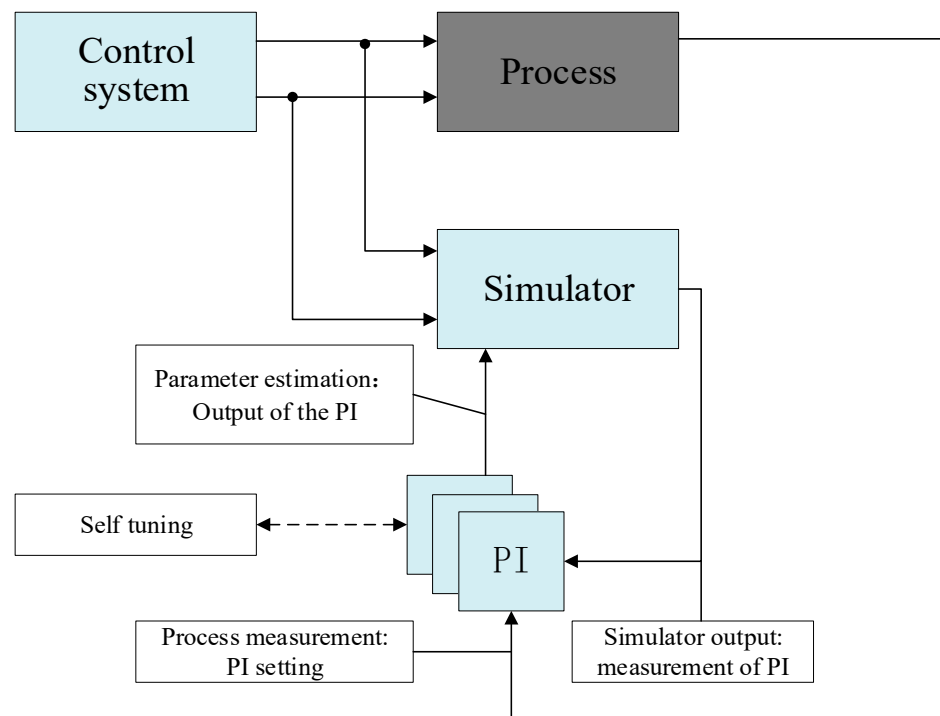 Control
system
Process
Simulator
Parameter estimation：
Output of the PI
Self tuning
PI
Process measurement:
PI setting
Simulator output:
measurement of PI